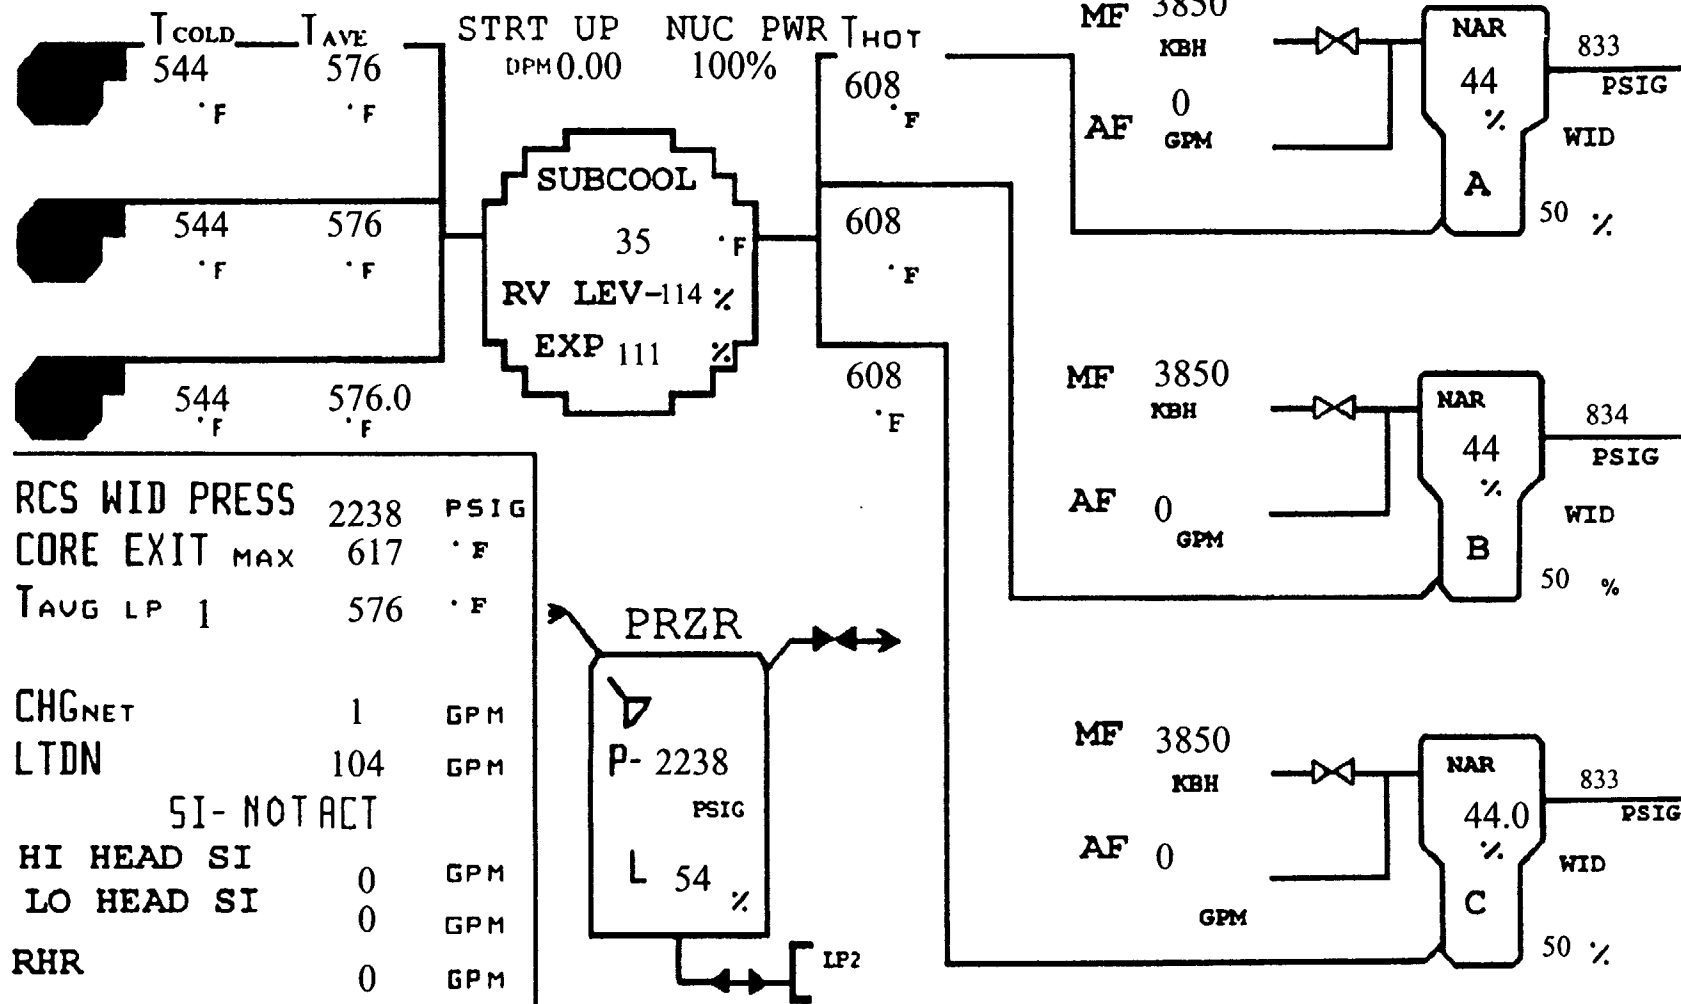 TCOLD TAVE STRT UP NUC PWR THOT
544 576 DPM 0.00 100% 608
°F °F °F
544 576 608
°F °F °F
544 576.0 608
°F °F °F
SUBCOOL
35 °F
RV LEV-114 %
EXP 111 %
MF 3850
KBH
AF 0
GPM
NAR
44
%
A
833
PSIG
WID
50 %
MF 3850
KBH
AF 0
GPM
NAR
44
%
B
834
PSIG
WID
50 %
MF 3850
KBH
AF 0
GPM
NAR
44.0
%
C
833
PSIG
WID
50 %
RCS WID PRESS 2238 PSIG
CORE EXIT MAX 617 °F
TAVG LP 1 576 °F
CHGNET 1 GPM
LTDN 104 GPM
SI- NOT ACT
HI HEAD SI 0 GPM
LO HEAD SI 0 GPM
RHR 0 GPM
PRZR
P- 2238
PSIG
L 54
%
LP2